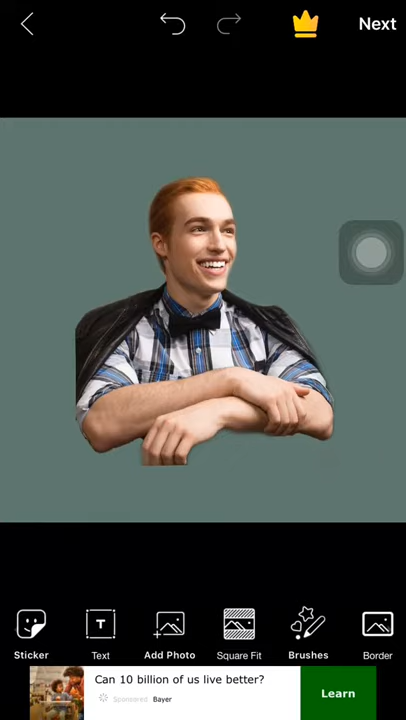 Next
T
Sticker
Text
Add Photo
Square Fit
Brushes
Border
Can 10 billion of us live better?
Sponsored Bayer
Learn